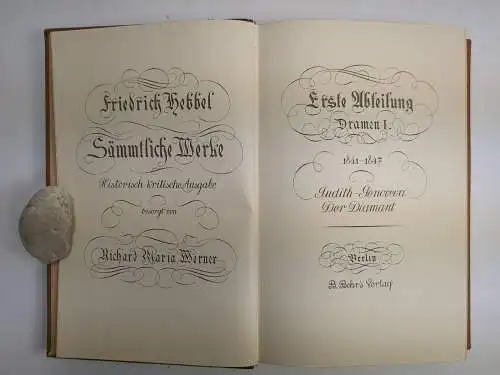 Friedrich Hebbel
Sämmtliche Werke
Historisch kritische Ausgabe
besorgt von
Richard Maria Werner
Erste Abteilung
Dramen I.
1841-1847
Judith-Genoveva
Der Diamant
Berlin
B. Behr's Verlag